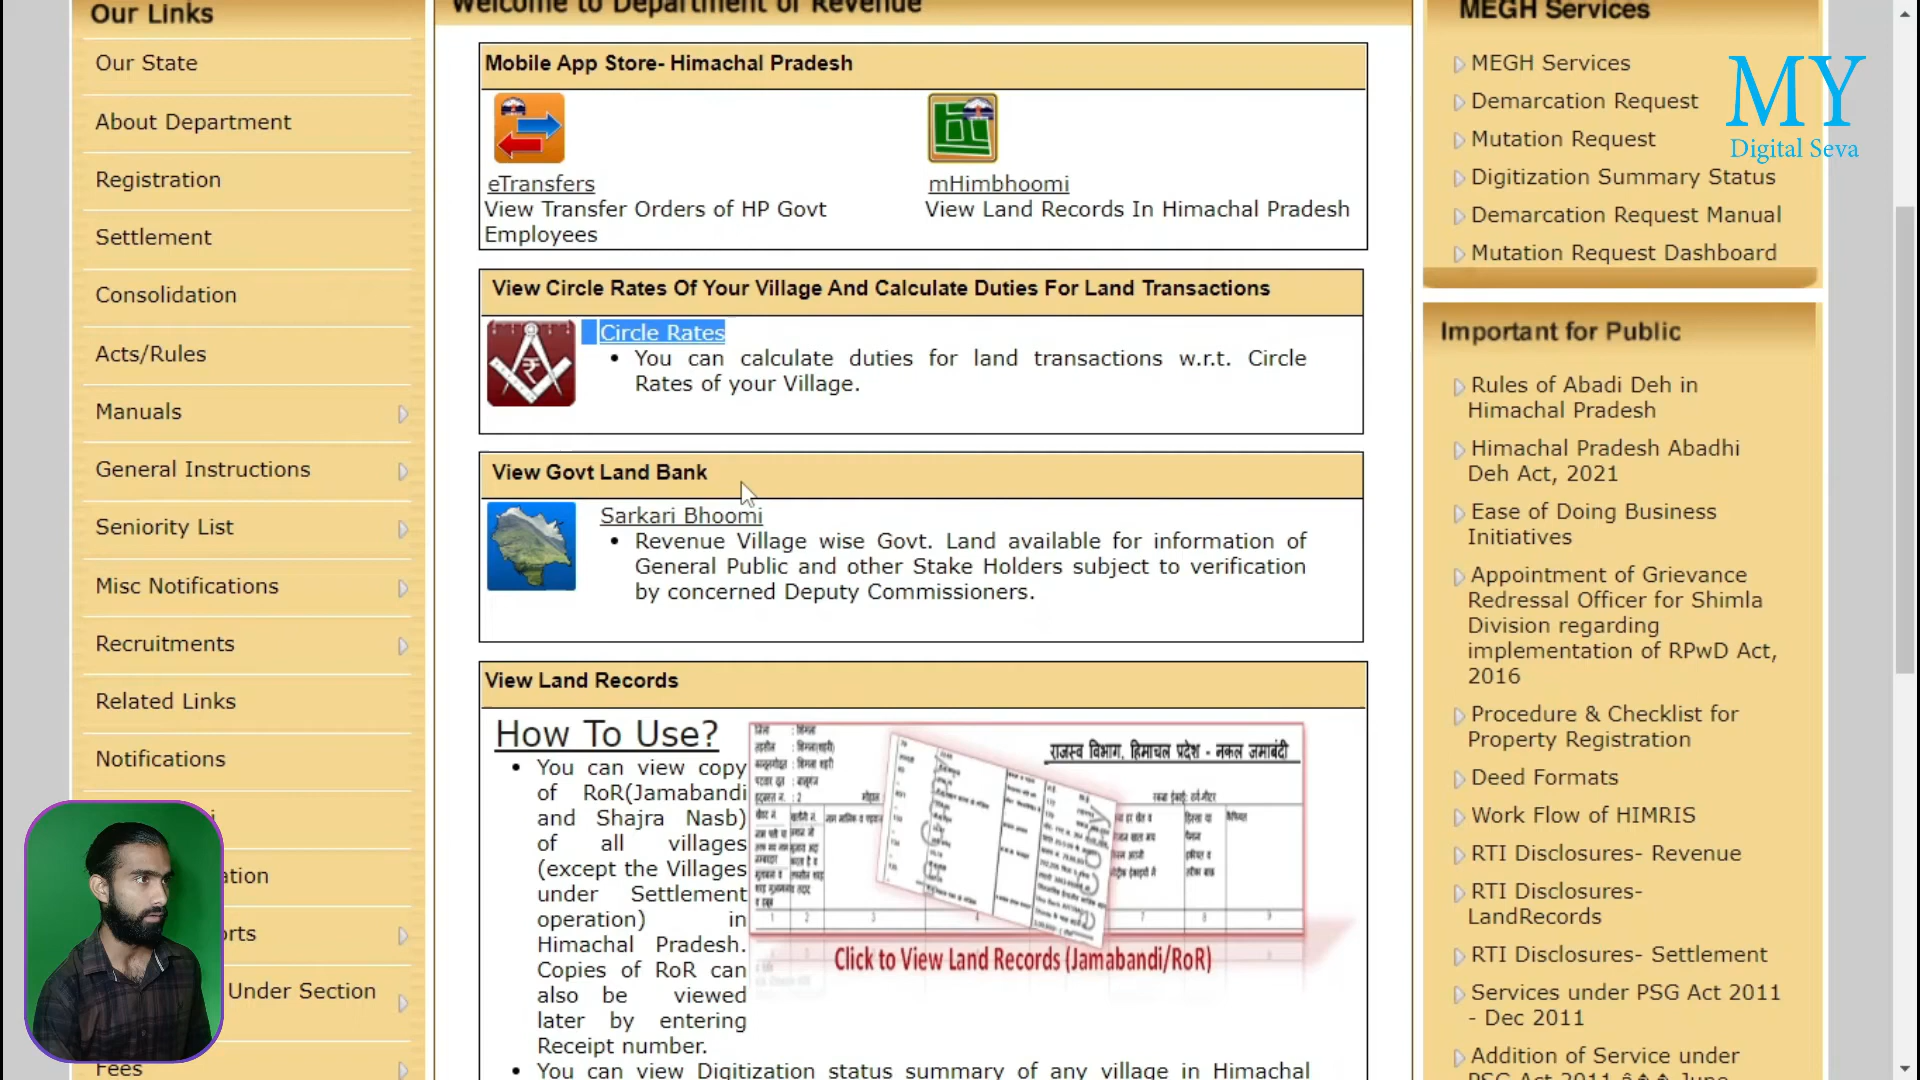 Our Links
Our State
About Department
Registration
Settlement
Consolidation
Acts/Rules
Manuals
General Instructions
Seniority List
Misc Notifications
Recruitments
Related Links
Notifications
Under Section
Fees
Welcome to Department of Revenue
Mobile App Store- Himachal Pradesh
eTransfers
View Transfer Orders of HP Govt
Employees
mHimbhoomi
View Land Records In Himachal Pradesh
View Circle Rates Of Your Village And Calculate Duties For Land Transactions
Circle Rates
You can calculate duties for land transactions w.r.t. Circle
Rates of your Village.
View Govt Land Bank
Sarkari Bhoomi
Revenue Village wise Govt. Land available for information of
General Public and other Stake Holders subject to verification
by concerned Deputy Commissioners.
View Land Records
How To Use?
You can view copy
of RoR(Jamabandi
and Shajra Nasb)
of all villages
(except the Villages
under Settlement
operation) in
Himachal Pradesh.
Copies of RoR can
also be viewed
later by entering
Receipt number.
You can view Digitization status summary of any village in Himachal
राजस्व विभाग, हिमाचल प्रदेश - नकल जमाबंदी
COPY
Click to View Land Records (Jamabandi/RoR)
MEGH Services
MEGH Services
Demarcation Request
Mutation Request
Digitization Summary Status
Demarcation Request Manual
Mutation Request Dashboard
MY
Digital Seva
Important for Public
Rules of Abadi Deh in
Himachal Pradesh
Himachal Pradesh Abadhi
Deh Act, 2021
Ease of Doing Business
Initiatives
Appointment of Grievance
Redressal Officer for Shimla
Division regarding
implementation of RPwD Act,
2016
Procedure & Checklist for
Property Registration
Deed Formats
Work Flow of HIMRIS
RTI Disclosures- Revenue
RTI Disclosures-
LandRecords
RTI Disclosures- Settlement
Services under PSG Act 2011
- Dec 2011
Addition of Service under